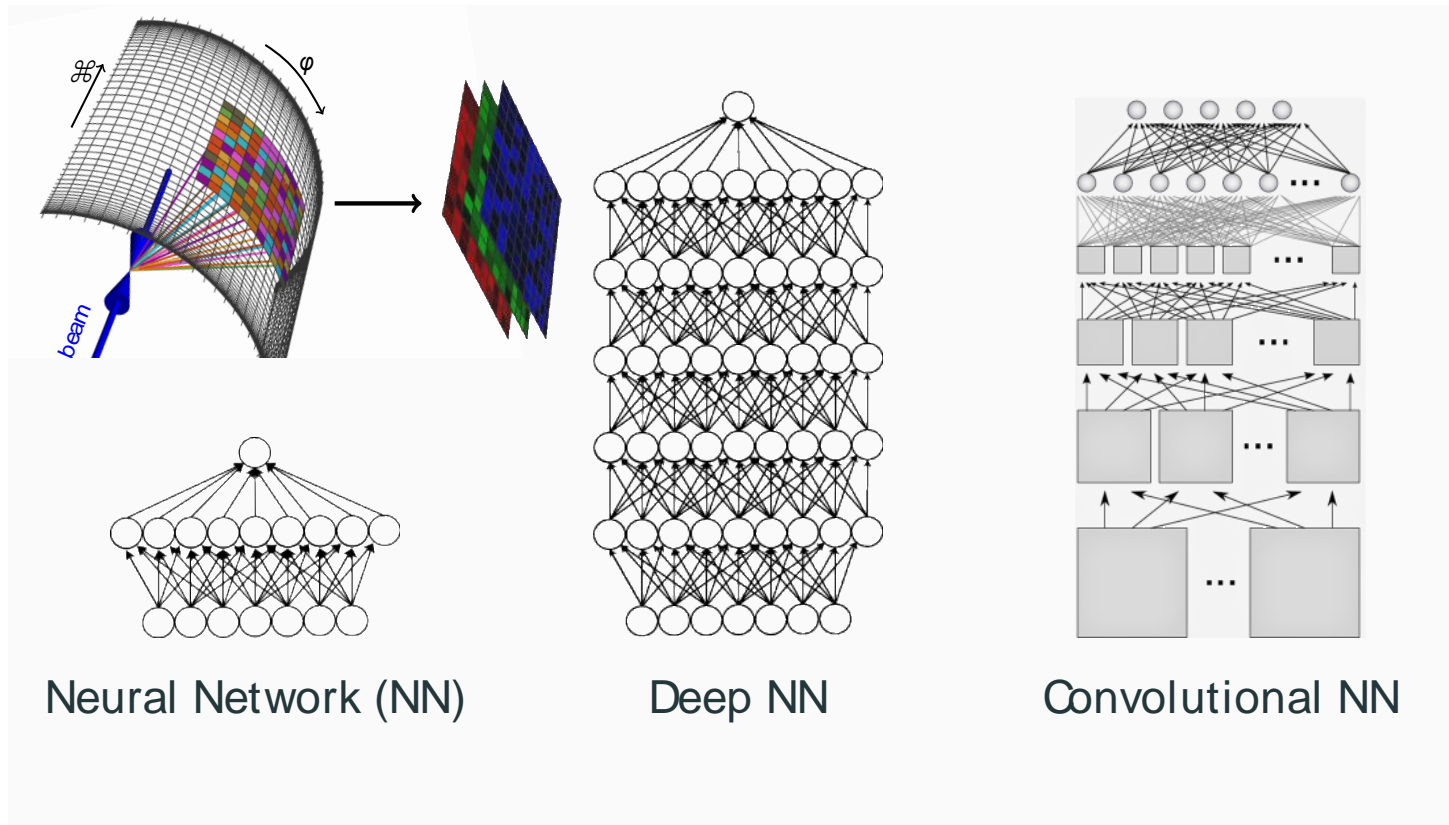 ⌘
φ
beam
Neural Network (NN)
Deep NN
Convolutional NN